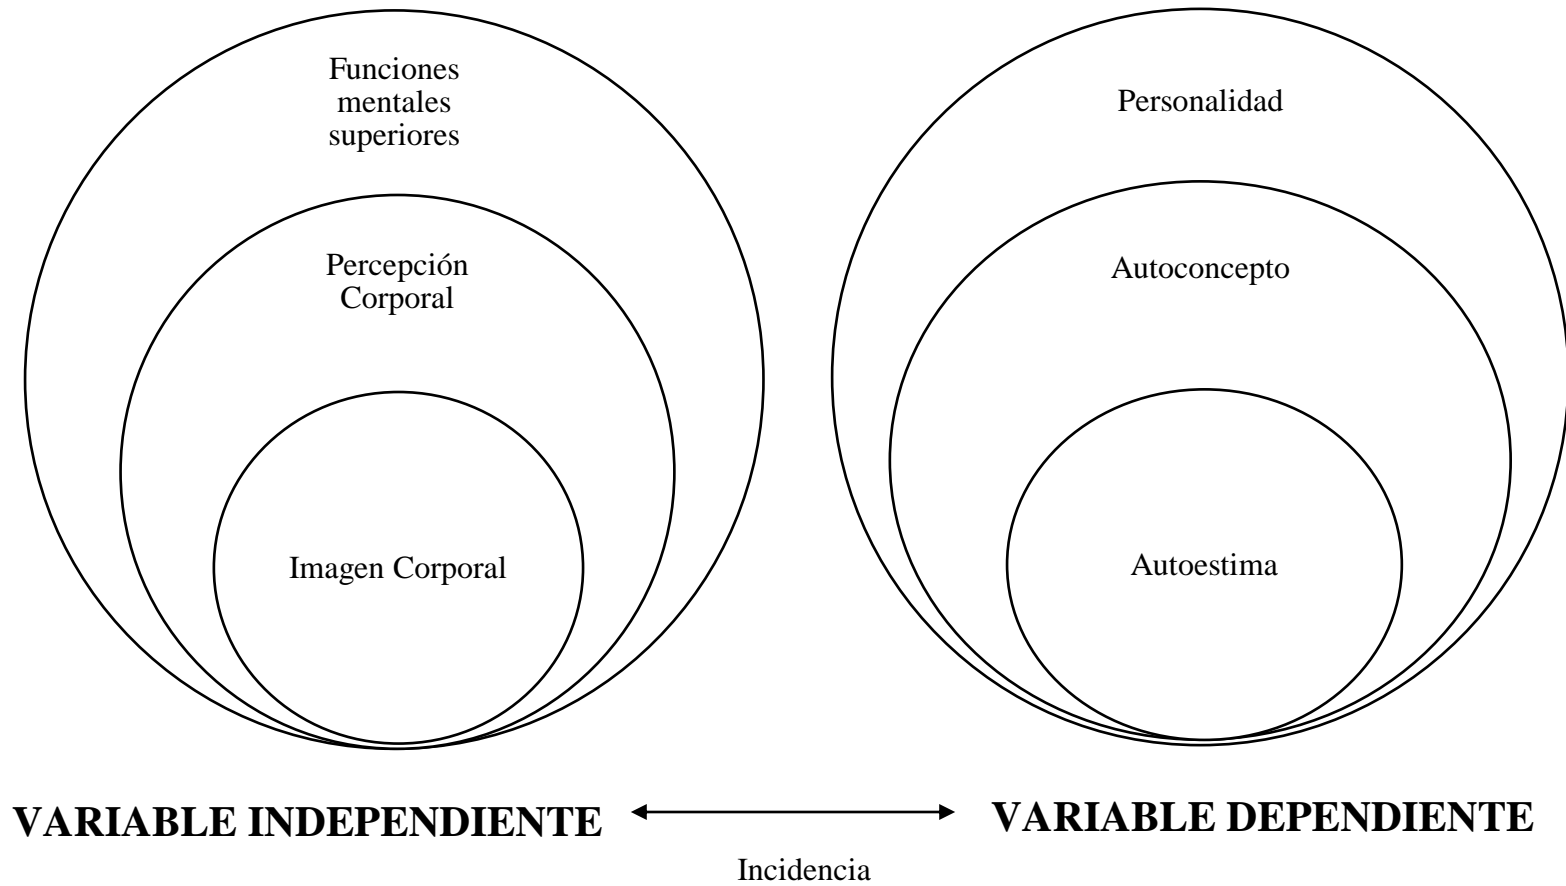 Funciones
mentales
superiores
Percepción
Corporal
Imagen Corporal
Personalidad
Autoconcepto
Autoestima
VARIABLE INDEPENDIENTE
VARIABLE DEPENDIENTE
Incidencia